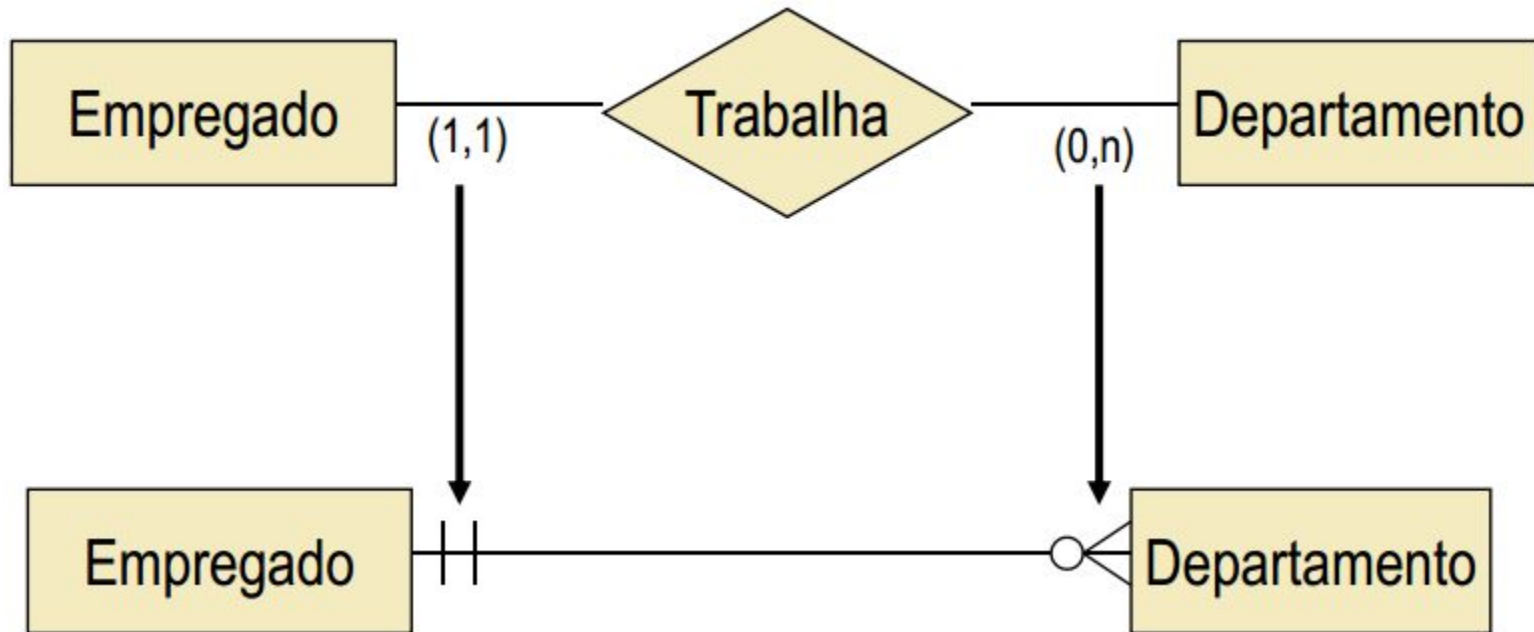 Empregado
Trabalha
Departamento
(1,1)
(0,n)
Empregado
Departamento